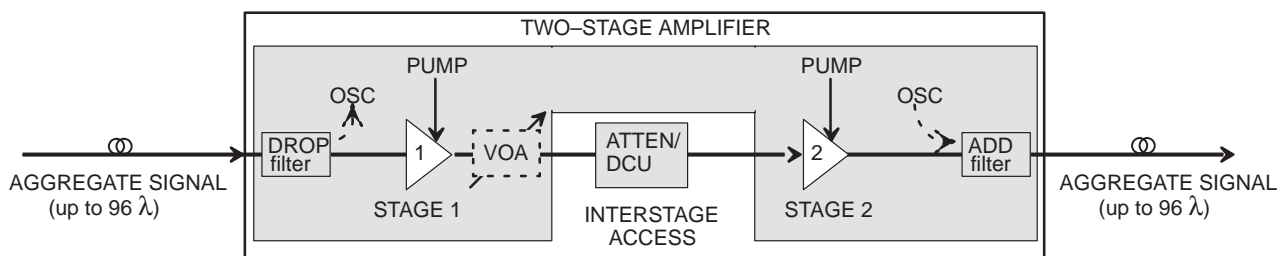 TWO–STAGE AMPLIFIER
PUMP
PUMP
OSC
OSC
DROP
filter
1
VOA
ATTEN/
DCU
2
ADD
filter
AGGREGATE SIGNAL
(up to 96 λ)
STAGE 1
INTERSTAGE
ACCESS
STAGE 2
AGGREGATE SIGNAL
(up to 96 λ)